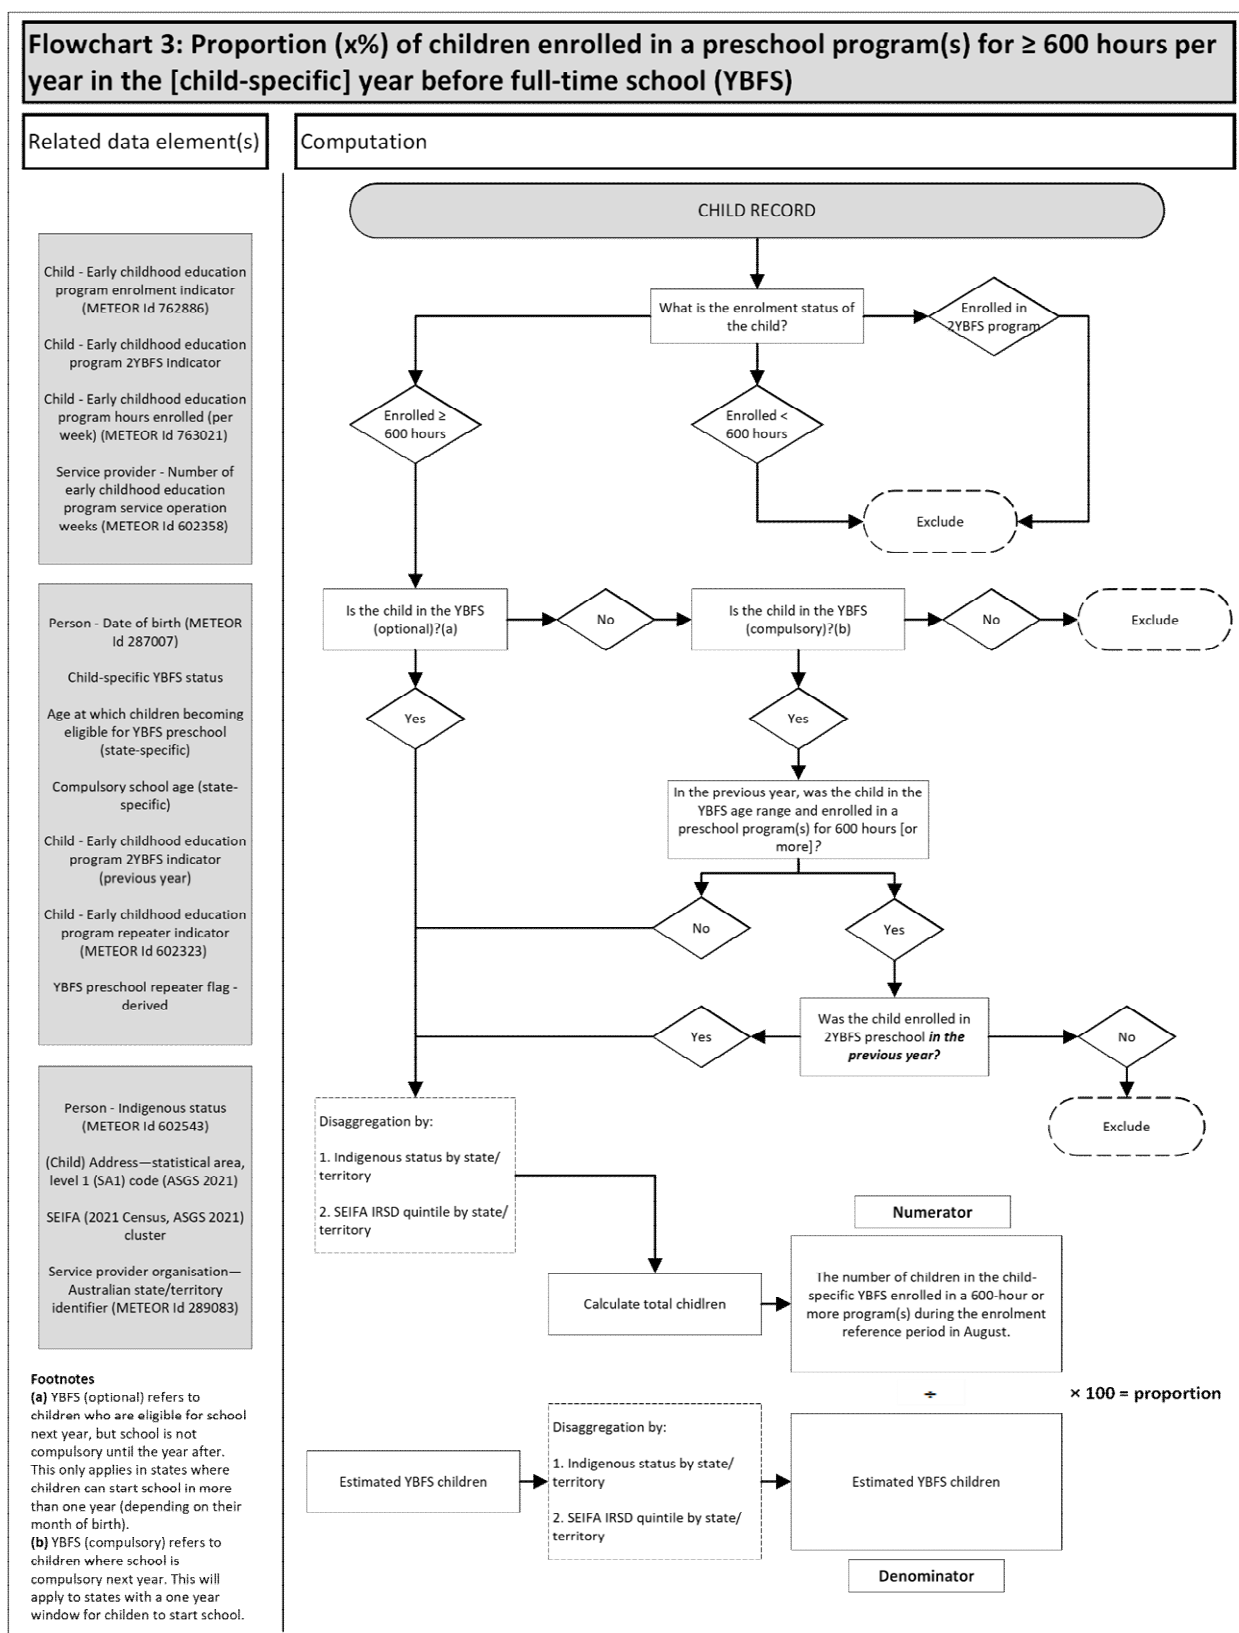 Flowchart 3: Proportion (x%) of children enrolled in a preschool program(s) for ≥ 600 hours per
year in the [child-specific] year before full-time school (YBFS)
Related data element(s)
Computation
Child - Early childhood education
program enrolment indicator
(METEOR Id 762886)
Child - Early childhood education
program 2YBFS Indicator
Child - Early childhood education
program hours enrolled (per
week) (METEOR Id 763021)
Service provider - Number of
early childhood education
program service operation
weeks (METEOR Id 602358)
Person - Date of birth (METEOR
Id 287007)
Child-specific YBFS status
Age at which children becoming
eligible for YBFS preschool
(state-specific)
Compulsory school age (state-
specific)
Child - Early childhood education
program 2YBFS indicator
(previous year)
Child - Early childhood education
program repeater indicator
(METEOR Id 602323)
YBFS preschool repeater flag -
derived
Person - Indigenous status
(METEOR Id 602543)
(Child) Address—statistical area,
level 1 (SA1) code (ASGS 2021)
SEIFA (2021 Census, ASGS 2021)
cluster
Service provider organisation—
Australian state/territory
identifier (METEOR Id 289083)
Footnotes
(a) YBFS (optional) refers to
children who are eligible for school
next year, but school is not
compulsory until the year after.
This only applies in states where
children can start school in more
than one year (depending on their
month of birth).
(b) YBFS (compulsory) refers to
children where school is
compulsory next year. This will
apply to states with a one year
window for childen to start school.
CHILD RECORD
What is the enrolment status of
the child?
Enrolled in
2YBFS program
Enrolled ≥
600 hours
Enrolled <
600 hours
Exclude
Is the child in the YBFS
(optional)?(a)
No
Is the child in the YBFS
(compulsory)?(b)
No
Exclude
Yes
Yes
In the previous year, was the child in the
YBFS age range and enrolled in a
preschool program(s) for 600 hours [or
more]?
No
Yes
Yes
Was the child enrolled in
2YBFS preschool in the
previous year?
No
Exclude
Disaggregation by:
1. Indigenous status by state/
territory
2. SEIFA IRSD quintile by state/
territory
Numerator
Calculate total chidlren
The number of children in the child-
specific YBFS enrolled in a 600-hour or
more program(s) during the enrolment
reference period in August.
÷
× 100 = proportion
Estimated YBFS children
Disaggregation by:
1. Indigenous status by state/
territory
2. SEIFA IRSD quintile by state/
territory
Estimated YBFS children
Denominator